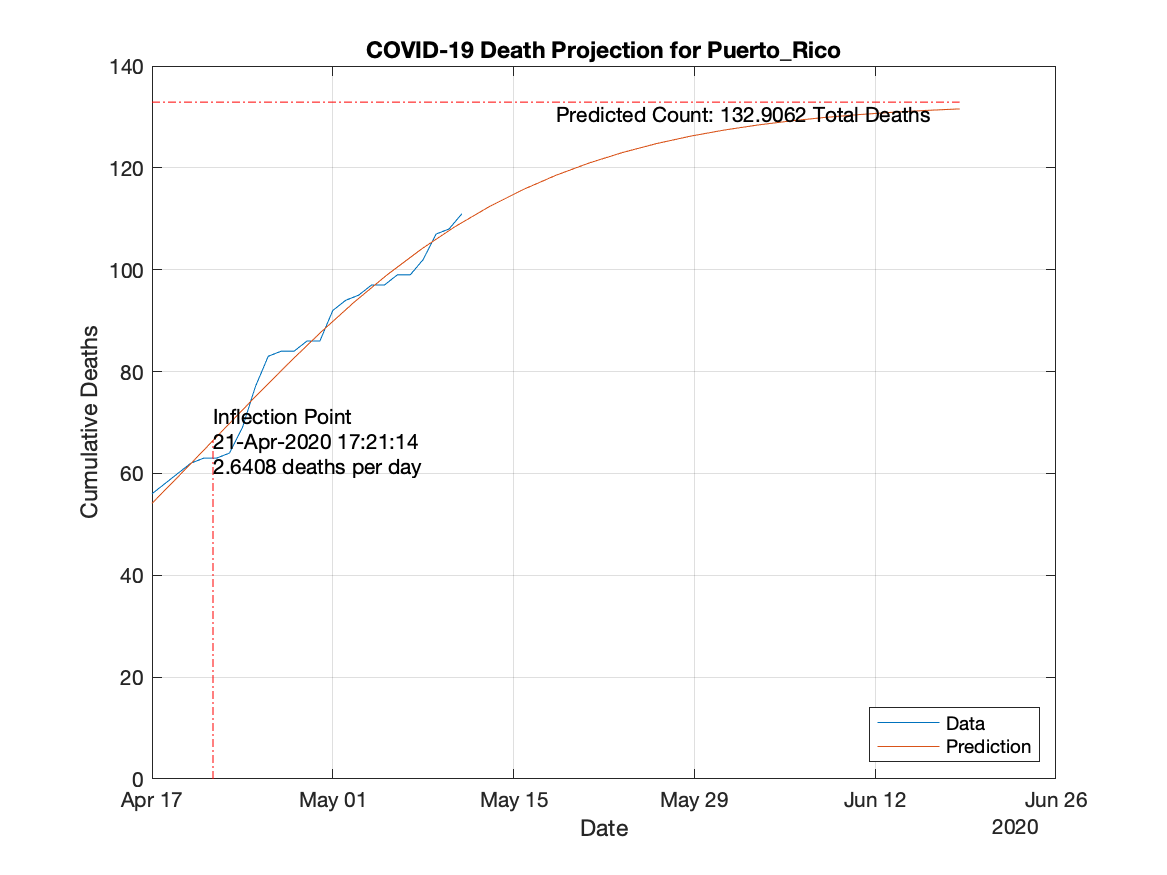 COVID-19 Death Projection for Puerto_Rico
140
120
100
80
60
40
20
0
Cumulative Deaths
Predicted Count: 132.9062 Total Deaths
Inflection Point
21-Apr-2020 17:21:14
2.6408 deaths per day
Data
Prediction
Apr 17
May 01
May 15
May 29
Jun 12
Jun 26
Date
2020